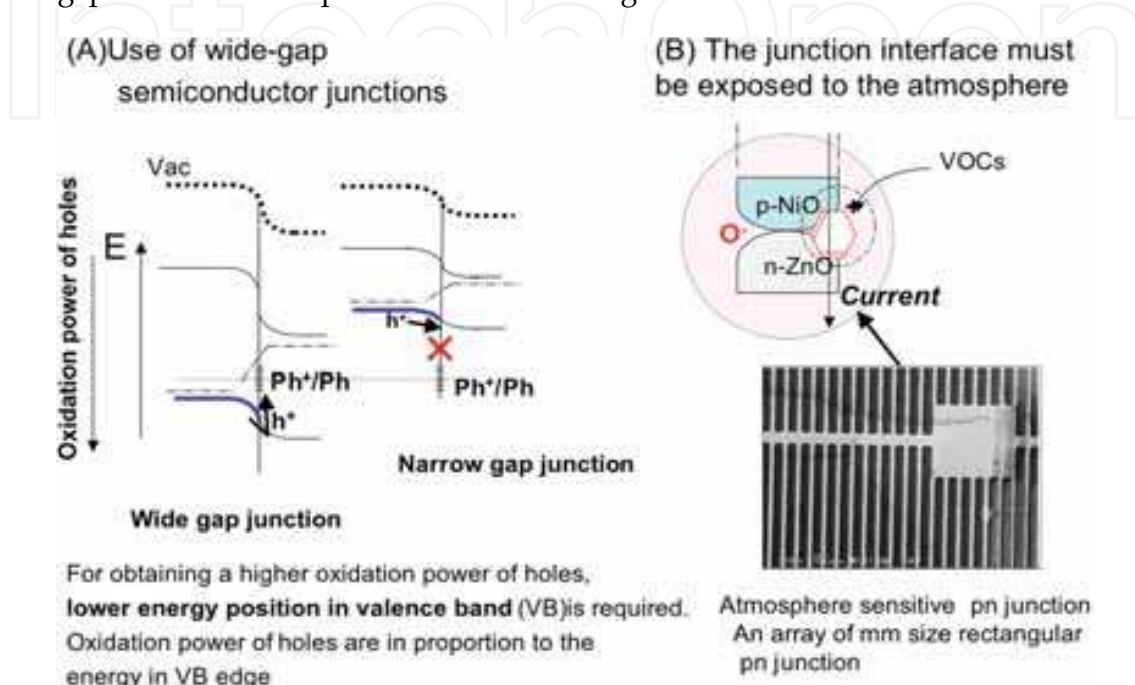 (A)Use of wide-gap
semiconductor junctions
Vac
E
Oxidation power of holes
h⁺
Ph⁺/Ph
Ph⁺/Ph
h⁺
Narrow gap junction
Wide gap junction
For obtaining a higher oxidation power of holes,
lower energy position in valence band (VB)is required.
Oxidation power of holes are in proportion to the
energy in VB edge
(B) The junction interface must
be exposed to the atmosphere
VOCs
p-NiO
O⁻
n-ZnO
Current
Atmosphere sensitive pn junction
An array of mm size rectangular
pn junction